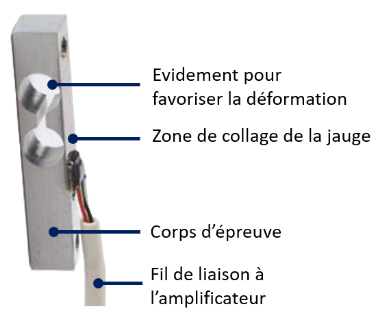 Evidement pour
favoriser la déformation
Zone de collage de la jauge
Corps d’épreuve
Fil de liaison à
l’amplificateur